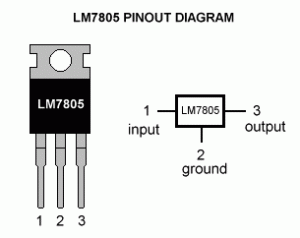 LM7805 PINOUT DIAGRAM
LM7805
1 2 3
1 LM7805 3
input output
2
ground